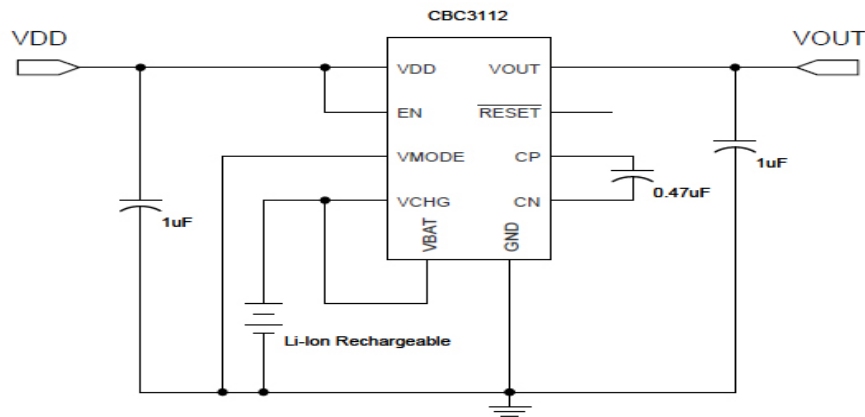 CBC3112
VDD
VOUT
VDD
VOUT
EN
RESET
VMODE
CP
1uF
VCHG
CN
0.47uF
1uF
VBAT
GND
Li-Ion Rechargeable